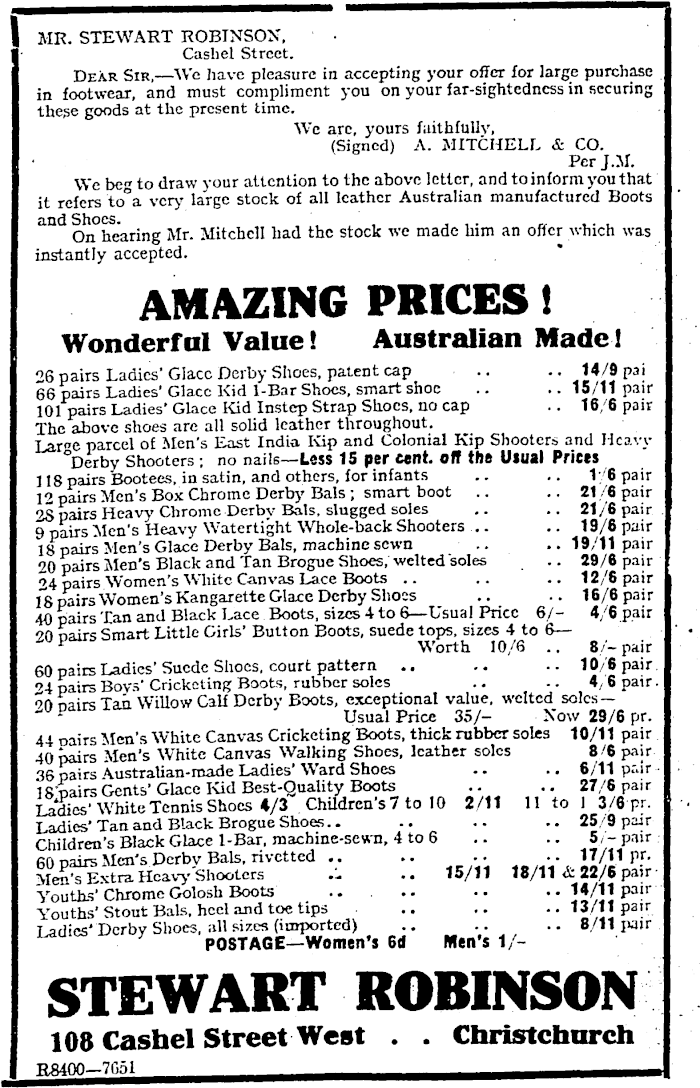 MR. STEWART ROBINSON,
Cashel Street.
DEAR SIR,—We have pleasure in accepting your offer for large purchase
in footwear, and must compliment you on your far-sightedness in securing
these goods at the present time.
We are, yours faithfully,
(Signed) A. MITCHELL & CO.
Per J.M.
We beg to draw your attention to the above letter, and to inform you that
it refers to a very large stock of all leather Australian manufactured Boots
and Shoes.
On hearing Mr. Mitchell had the stock we made him an offer which was
instantly accepted.
AMAZING PRICES!
Wonderful Value! Australian Made!
26 pairs Ladies' Glace Derby Shoes, patent cap .. .. 14/9 pai
66 pairs Ladies' Glace Kid 1-Bar Shoes, smart shoe .. .. 15/11 pair
101 pairs Ladies' Glace Kid Instep Strap Shoes, no cap .. 16/6 pair
The above shoes are all solid leather throughout.
Large parcel of Men's East India Kip and Colonial Kip Shooters and Heavy
Derby Shooters; no nails—Less 15 per cent. off the Usual Prices
118 pairs Bootees, in satin, and others, for infants .. .. 1/6 pair
12 pairs Men's Box Chrome Derby Bals; smart boot .. .. 21/6 pair
28 pairs Heavy Chrome Derby Bals, slugged soles .. .. 21/6 pair
9 pairs Men's Heavy Watertight Whole-back Shooters .. .. 19/6 pair
18 pairs Men's Glace Derby Bals, machine sewn .. .. 19/11 pair
20 pairs Men's Black and Tan Brogue Shoes, welted soles .. 29/6 pair
24 pairs Women's White Canvas Lace Boots .. .. 12/6 pair
18 pairs Women's Kangarette Glace Derby Shoes .. 16/6 pair
40 pairs Tan and Black Lace Boots, sizes 4 to 6—Usual Price 6/- 4/6 pair
20 pairs Smart Little Girls' Button Boots, suede tops, sizes 4 to 6—
Worth 10/6 .. 8/- pair
60 pairs Ladies' Suede Shoes, court pattern .. .. .. 10/6 pair
24 pairs Boys' Cricketing Boots, rubber soles .. .. 4/6 pair.
20 pairs Tan Willow Calf Derby Boots, exceptional value, welted soles—
Usual Price 35/- Now 29/6 pr.
44 pairs Men's White Canvas Cricketing Boots, thick rubber soles 10/11 pair
40 pairs Men's White Canvas Walking Shoes, leather soles 8/6 pair
36 pairs Australian-made Ladies' Ward Shoes .. .. 6/11 pair
18 pairs Gents' Glace Kid Best-Quality Boots .. .. 27/6 pair
Ladies' White Tennis Shoes 4/3 Children's 7 to 10 2/11 11 to 1 3/6 pr.
Ladies' Tan and Black Brogue Shoes.. .. .. .. 25/9 pair
Children's Black Glace 1-Bar, machine-sewn, 4 to 6 .. .. 5/- pair
60 pairs Men's Derby Bals, rivetted .. .. .. .. 17/11 pr.
Men's Extra Heavy Shooters .. .. 15/11 18/11 & 22/6 pair
Youths' Chrome Golosh Boots .. .. .. .. 14/11 pair
Youths' Stout Bals, heel and toe tips .. .. .. 13/11 pair
Ladies' Derby Shoes, all sizes (imported) .. .. .. 8/11 pair
POSTAGE—Women's 6d Men's 1/-
STEWART ROBINSON
108 Cashel Street West . . Christchurch
R8400—7651